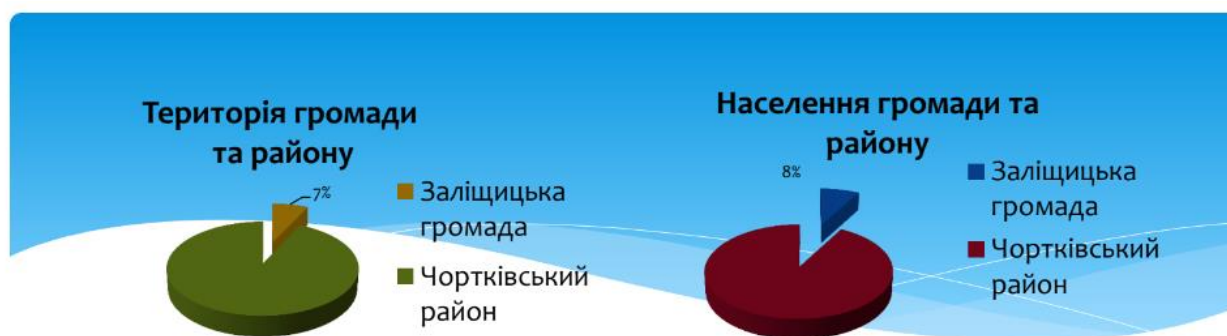 Територія громади
та району
7%
Заліщицька
громада
Чортківський
район
Населення громади та
району
8%
Заліщицька
громада
Чортківський
район